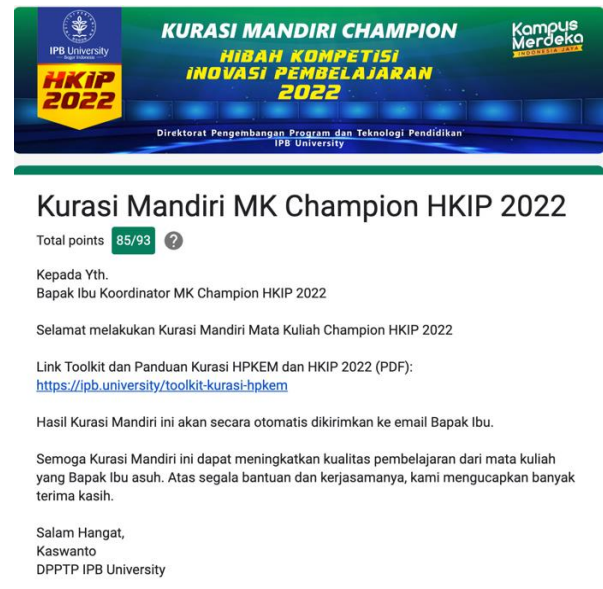 IPB University
Bogor Indonesia
HKIP
2022
KURASI MANDIRI CHAMPION
HIBAH KOMPETISI
INOVASI PEMBELAJARAN
2022
Kampus
Merdeka
INDONESIA JAYA
Direktorat Pengembangan Program dan Teknologi Pendidikan
IPB University
Kurasi Mandiri MK Champion HKIP 2022
Total points 85/93 ?
Kepada Yth.
Bapak Ibu Koordinator MK Champion HKIP 2022
Selamat melakukan Kurasi Mandiri Mata Kuliah Champion HKIP 2022
Link Toolkit dan Panduan Kurasi HPKEM dan HKIP 2022 (PDF):
https://ipb.university/toolkit-kurasi-hpkem
Hasil Kurasi Mandiri ini akan secara otomatis dikirimkan ke email Bapak Ibu.
Semoga Kurasi Mandiri ini dapat meningkatkan kualitas pembelajaran dari mata kuliah
yang Bapak Ibu asuh. Atas segala bantuan dan kerjasamanya, kami mengucapkan banyak
terima kasih.
Salam Hangat,
Kaswanto
DPPTP IPB University